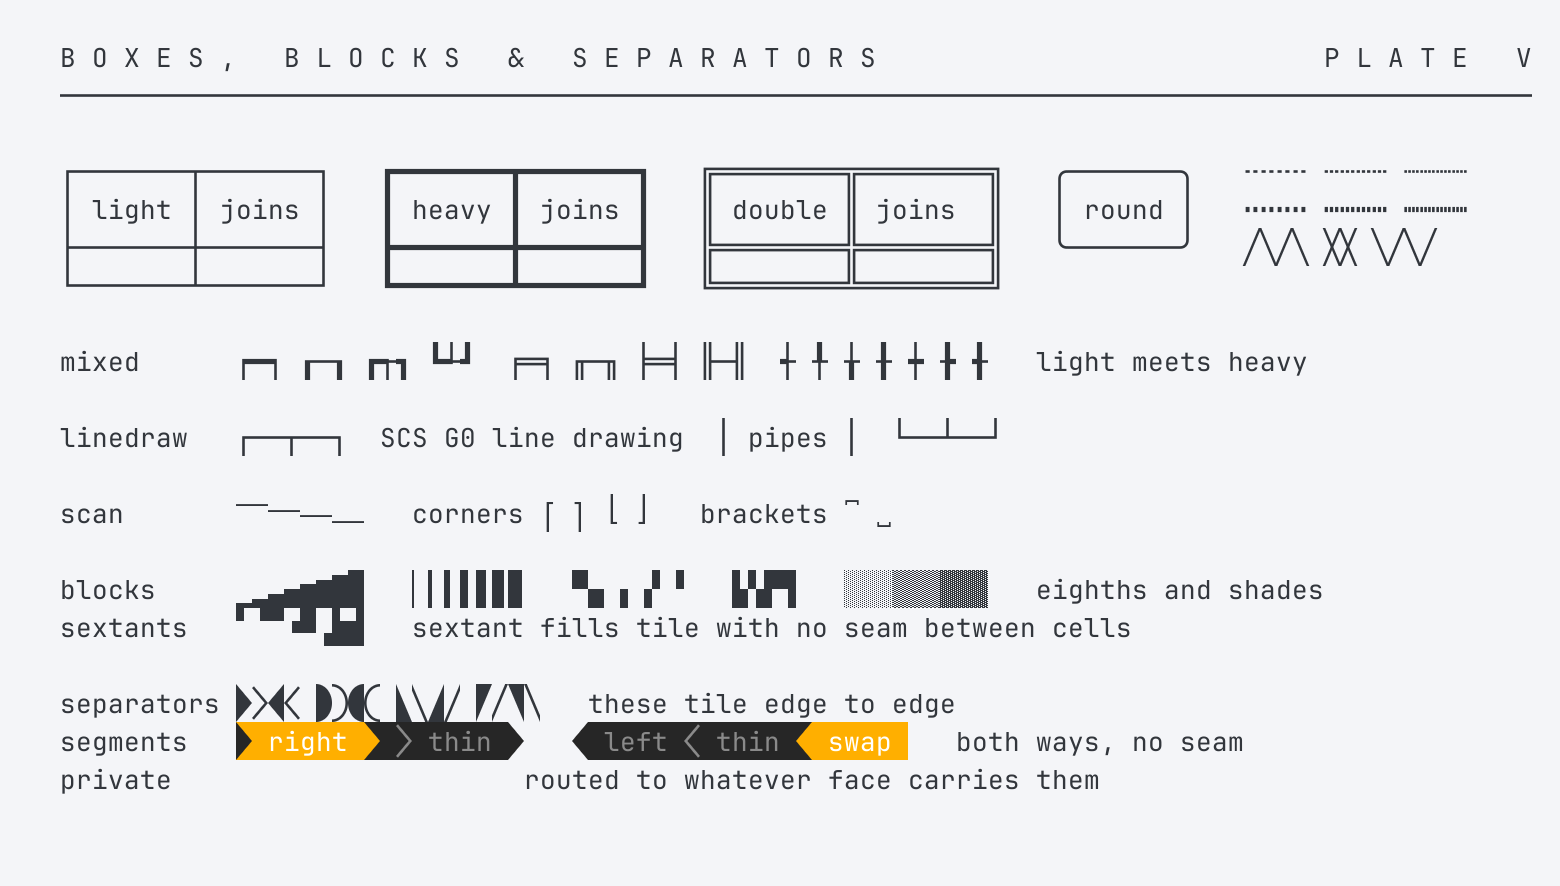 BOXES, BLOCKS & SEPARATORS PLATE V
light joins heavy joins double joins round
mixed light meets heavy
linedraw SCS G0 line drawing │ pipes │
scan corners ⌈ ⌉ ⌊ ⌋ brackets ⎴ ⎵
blocks eighths and shades
sextants sextant fills tile with no seam between cells
separators these tile edge to edge
segments right thin left thin swap both ways, no seam
private routed to whatever face carries them